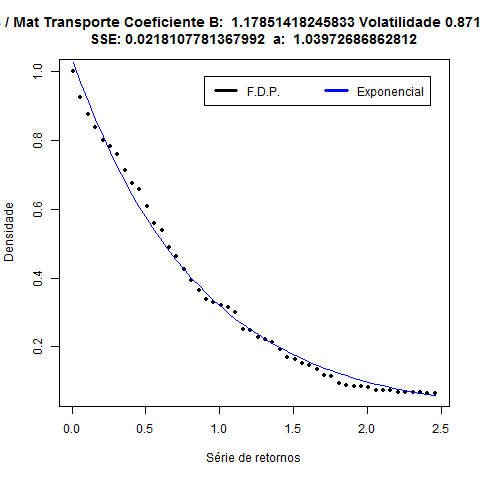 / Mat Transporte Coeficiente B: 1.17851418245833 Volatilidade 0.871
SSE: 0.0218107781367992 a: 1.03972686862812
F.D.P.
Exponencial
Densidade
1.0
0.8
0.6
0.4
0.2
0.0
0.5
1.0
1.5
2.0
2.5
Série de retornos